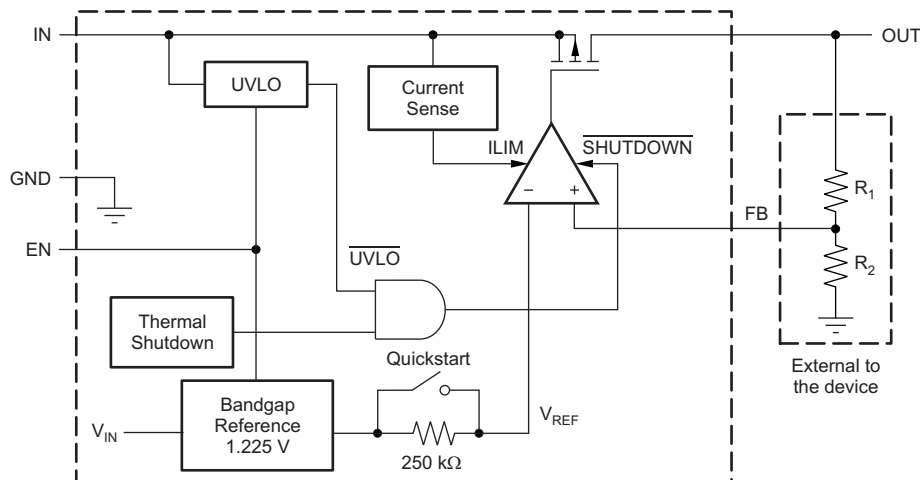 IN
OUT
UVLO
Current
Sense
ILIM
SHUTDOWN
GND
− +
FB
R1
EN
UVLO
R2
Thermal
Shutdown
Quickstart
External to
the device
VIN
Bandgap
Reference
1.225 V
VREF
250 kΩ